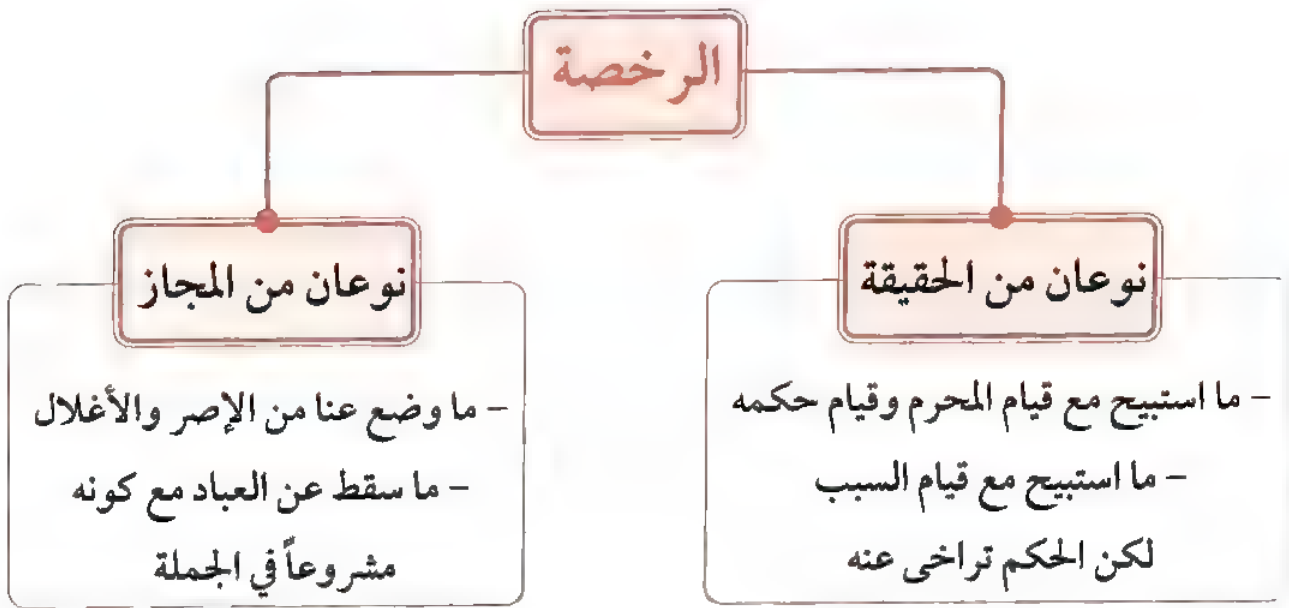 الرخصة
نوعان من الحقيقة
– ما استبيح مع قيام المحرم وقيام حكمه
– ما استبيح مع قيام السبب
لكن الحكم تراخى عنه
نوعان من المجاز
– ما وضع عنا من الإصر والأغلال
– ما سقط عن العباد مع كونه
مشروعاً في الجملة